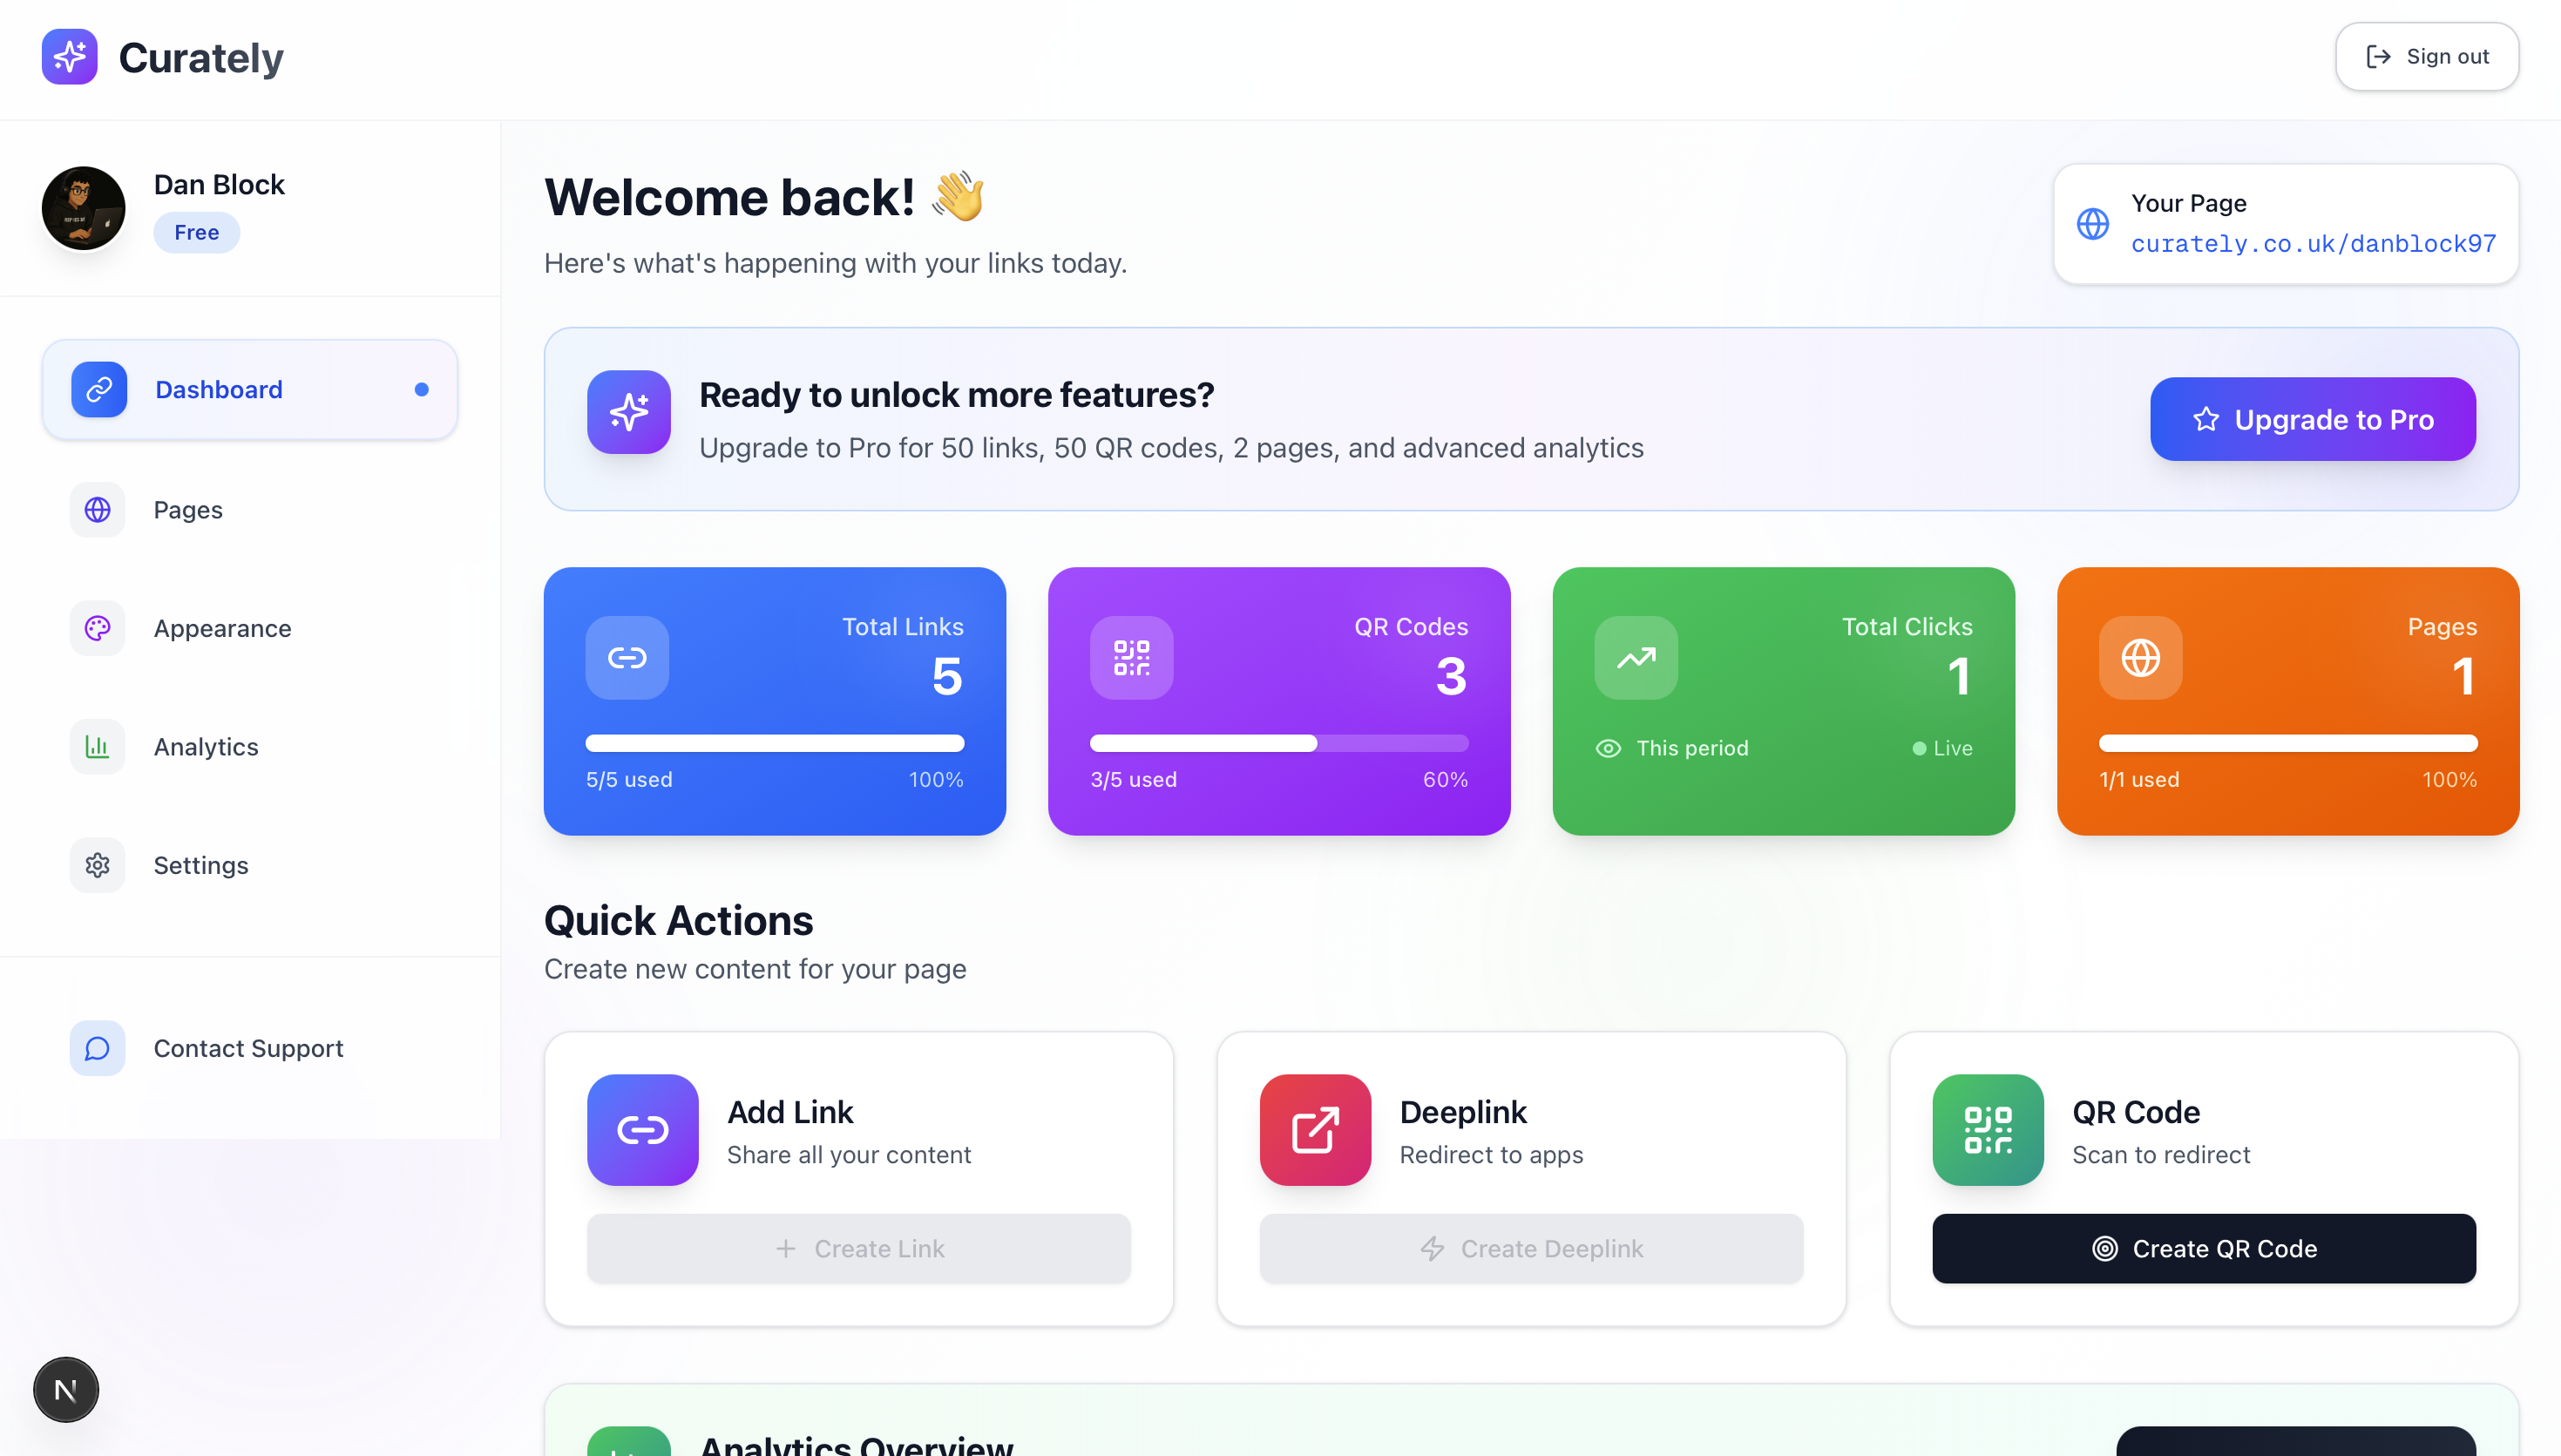 Curately
Sign out
Dan Block
Free
Dashboard
Pages
Appearance
Analytics
Settings
Contact Support
N
Welcome back! 👋
Here's what's happening with your links today.
Your Page
curately.co.uk/danblock97
Ready to unlock more features?
Upgrade to Pro for 50 links, 50 QR codes, 2 pages, and advanced analytics
Upgrade to Pro
Total Links
5
5/5 used 100%
QR Codes
3
3/5 used 60%
Total Clicks
1
This period Live
Pages
1
1/1 used 100%
Quick Actions
Create new content for your page
Add Link
Share all your content
Create Link
Deeplink
Redirect to apps
Create Deeplink
QR Code
Scan to redirect
Create QR Code
Analytics Overview